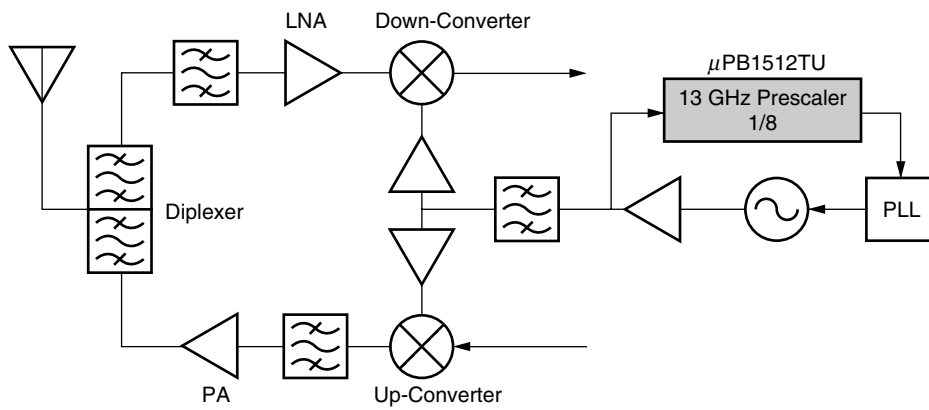 LNA
Down-Converter
μPB1512TU
13 GHz Prescaler
1/8
Diplexer
PLL
PA
Up-Converter